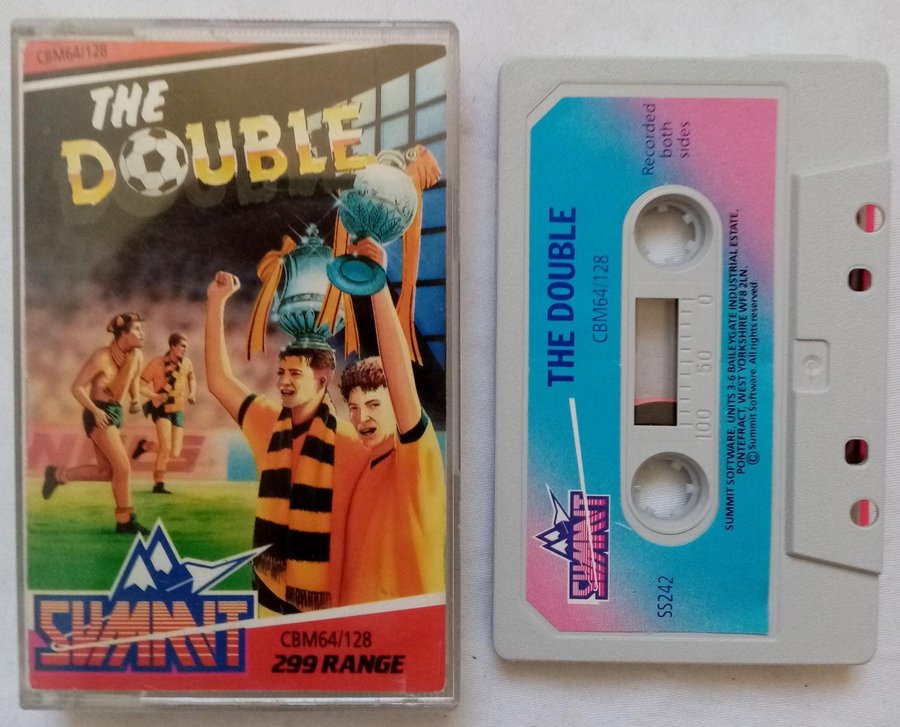 CBM64/128
THE
DOUBLE
SUMMIT
CBM64/128
299 RANGE
Recorded
both
sides
THE DOUBLE
CBM64/128
0
50
100
SUMMIT SOFTWARE, UNITS 3-6 BAILEYGATE INDUSTRIAL ESTATE,
PONTEFRACT, WEST YORKSHIRE WF8 2LN.
© Summit Software. All rights reserved.
SUMMIT
SS242